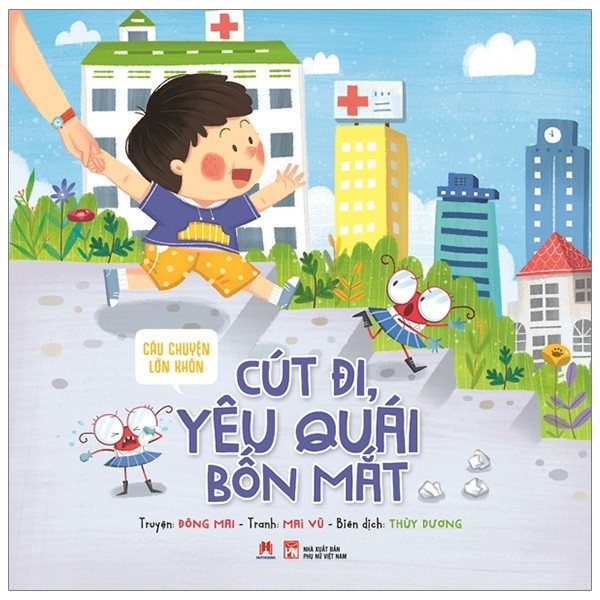 CÂU CHUYỆN
LỚN KHÔN
CÚT ĐI,
YÊU QUÁI
BỐN MẮT
Truyện: ĐÔNG MAI - Tranh: MAI VŨ - Biên dịch: THÙY DƯƠNG
HUYHOANG
NHÀ XUẤT BẢN
PHỤ NỮ VIỆT NAM